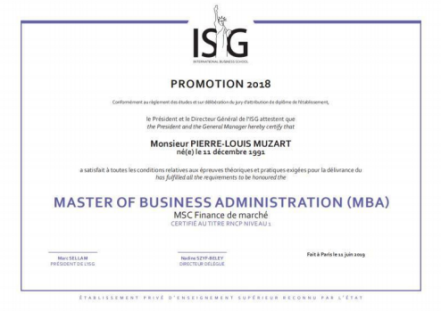 ISG
INTERNATIONAL BUSINESS SCHOOL
PROMOTION 2018
Conformément au règlement des études et sur délibération du jury d'attribution de diplôme de l'établissement,
le Président et le Directeur Général de l'ISG attestent que
the President and the General Manager hereby certify that
Monsieur PIERRE-LOUIS MUZART
né(e) le 11 décembre 1991
a satisfait à toutes les conditions relatives aux épreuves théoriques et pratiques exigées pour la délivrance du
has fulfilled all the requirements to be honoured the
MASTER OF BUSINESS ADMINISTRATION (MBA)
MSC Finance de marché
CERTIFIÉ AU TITRE RNCP NIVEAU 1
Fait à Paris le 12 juin 2019
Marc SELLAM
PRÉSIDENT DE L'ISG
Nadine
DIRECTEUR DÉLÉGUÉ
ÉTABLISSEMENT PRIVÉ D'ENSEIGNEMENT SUPÉRIEUR RECONNU PAR L'ÉTAT